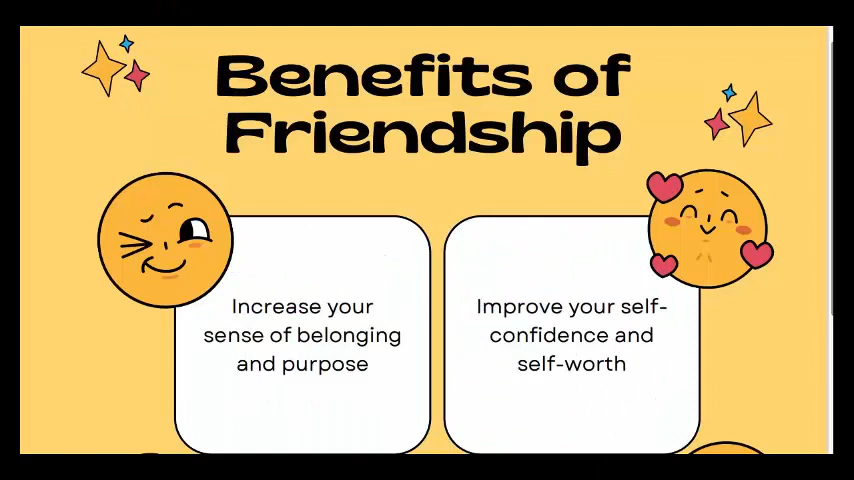 Benefits of
Friendship
Increase your
sense of belonging
and purpose
Improve your self-
confidence and
self-worth